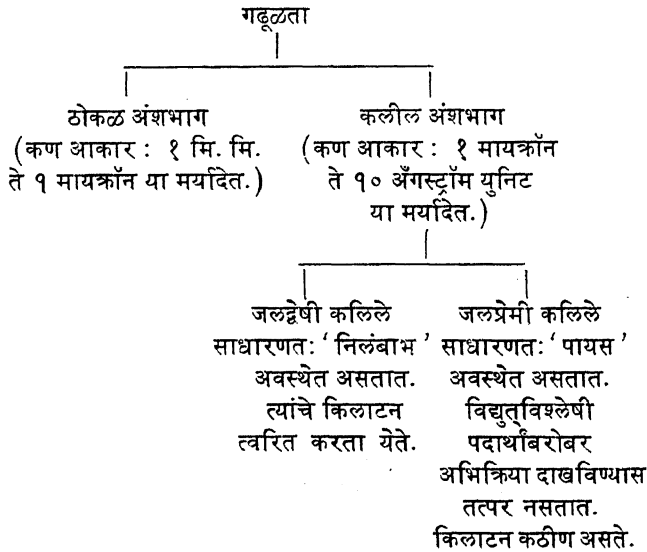 गढूळता
ठोकळ अंशभाग
(कण आकार : १ मि. मि.
ते १ मायक्रॉन या मर्यादेत.)
कलील अंशभाग
(कण आकार : १ मायक्रॉन
ते १० अँगस्ट्रॉम युनिट
या मर्यादेत.)
जलद्वेषी कलिले
साधारणतः ‘निलंबाभ’
अवस्थेत असतात.
त्यांचे किलाटन
त्वरित करता येते.
जलप्रेमी कलिले
साधारणतः ‘पायस’
अवस्थेत असतात.
विद्युत्‌विश्लेषी
पदार्थांबरोबर
अभिक्रिया दाखविण्यास
तत्पर नसतात.
किलाटन कठीण असते.